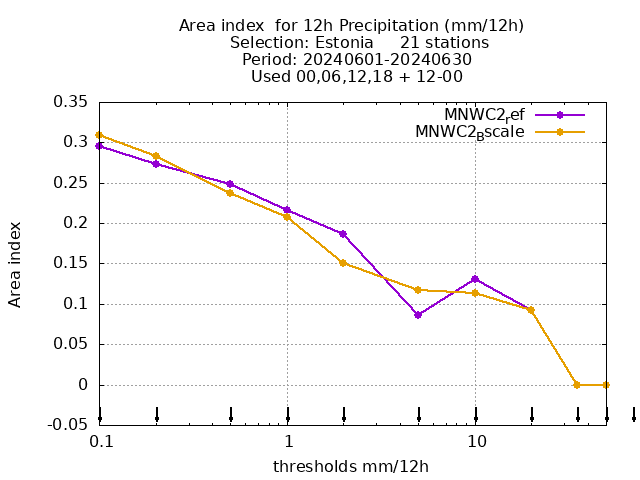 Area index  for 12h Precipitation (mm/12h)
Selection: Estonia     21 stations
Period: 20240601-20240630
Used 00,06,12,18 + 12-00
0.35
0.3
0.25
0.2
0.15
0.1
0.05
0
-0.05
Area index
MNWC2ref
MNWC2Bscale
0.1
1
10
thresholds mm/12h